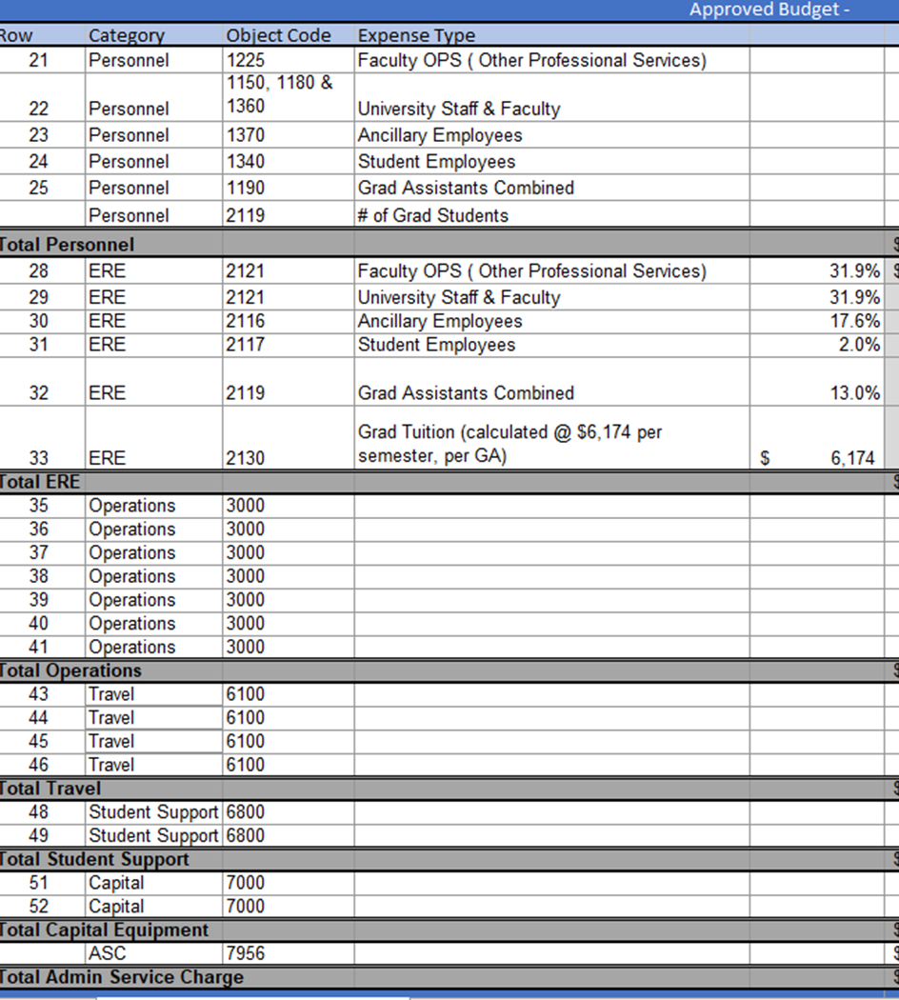 Approved Budget -
Row Category Object Code Expense Type
21 Personnel 1225 Faculty OPS ( Other Professional Services)
1150, 1180 &
22 Personnel 1360 University Staff & Faculty
23 Personnel 1370 Ancillary Employees
24 Personnel 1340 Student Employees
25 Personnel 1190 Grad Assistants Combined
Personnel 2119 # of Grad Students
Total Personnel $
28 ERE 2121 Faculty OPS ( Other Professional Services) 31.9% $
29 ERE 2121 University Staff & Faculty 31.9%
30 ERE 2116 Ancillary Employees 17.6%
31 ERE 2117 Student Employees 2.0%
32 ERE 2119 Grad Assistants Combined 13.0%
Grad Tuition (calculated @ $6,174 per
33 ERE 2130 semester, per GA) $ 6,174
Total ERE $
35 Operations 3000
36 Operations 3000
37 Operations 3000
38 Operations 3000
39 Operations 3000
40 Operations 3000
41 Operations 3000
Total Operations $
43 Travel 6100
44 Travel 6100
45 Travel 6100
46 Travel 6100
Total Travel $
48 Student Support 6800
49 Student Support 6800
Total Student Support $
51 Capital 7000
52 Capital 7000
Total Capital Equipment $
ASC 7956 $
Total Admin Service Charge $